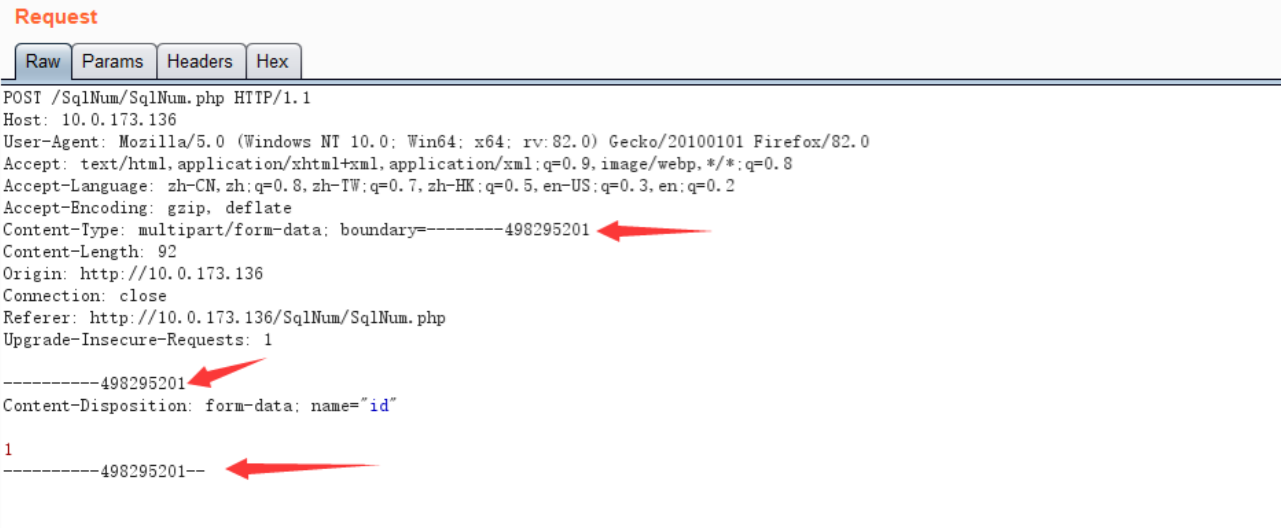 Request
Raw Params Headers Hex
POST /SqlNum/SqlNum.php HTTP/1.1
Host: 10.0.173.136
User-Agent: Mozilla/5.0 (Windows NT 10.0; Win64; x64; rv:82.0) Gecko/20100101 Firefox/82.0
Accept: text/html,application/xhtml+xml,application/xml;q=0.9,image/webp,*/*;q=0.8
Accept-Language: zh-CN,zh;q=0.8,zh-TW;q=0.7,zh-HK;q=0.5,en-US;q=0.3,en;q=0.2
Accept-Encoding: gzip, deflate
Content-Type: multipart/form-data; boundary=--------498295201
Content-Length: 92
Origin: http://10.0.173.136
Connection: close
Referer: http://10.0.173.136/SqlNum/SqlNum.php
Upgrade-Insecure-Requests: 1
----------498295201
Content-Disposition: form-data; name="id"
1
----------498295201--